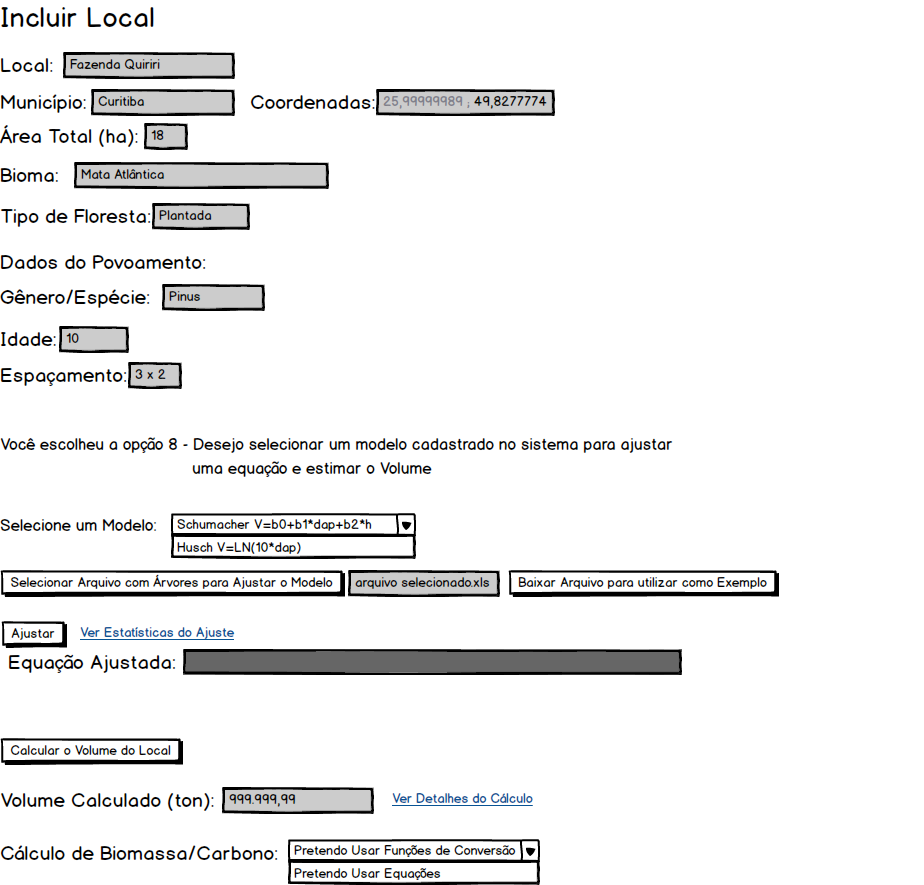 Incluir Local
Local: Fazenda Quiriri
Município: Curitiba Coordenadas: 25,99999989 ; 49,8277774
Área Total (ha): 18
Bioma: Mata Atlântica
Tipo de Floresta: Plantada
Dados do Povoamento:
Gênero/Espécie: Pinus
Idade: 10
Espaçamento: 3 x 2
Você escolheu a opção 8 - Desejo selecionar um modelo cadastrado no sistema para ajustar
uma equação e estimar o Volume
Selecione um Modelo: Schumacher V=b0+b1*dap+b2*h
Husch V=LN(10*dap)
Selecionar Arquivo com Árvores para Ajustar o Modelo arquivo selecionado.xls Baixar Arquivo para utilizar como Exemplo
Ajustar Ver Estatísticas do Ajuste
Equação Ajustada:
Calcular o Volume do Local
Volume Calculado (ton): 999.999,99 Ver Detalhes do Cálculo
Cálculo de Biomassa/Carbono: Pretendo Usar Funções de Conversão
Pretendo Usar Equações